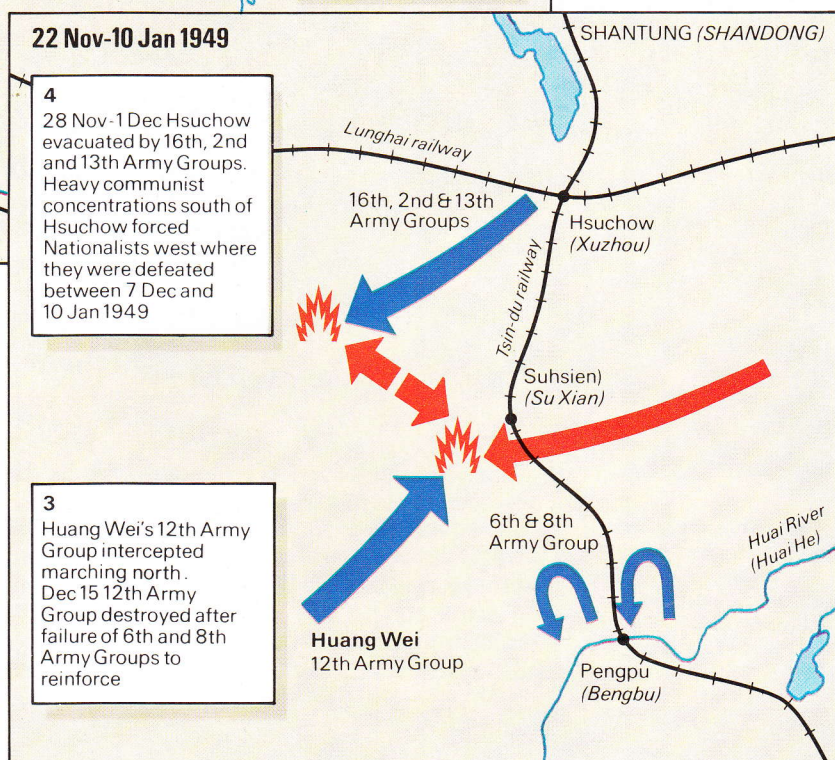 22 Nov-10 Jan 1949
SHANTUNG (SHANDONG)
4
28 Nov-1 Dec Hsuchow
evacuated by 16th, 2nd
and 13th Army Groups.
Heavy communist
concentrations south of
Hsuchow forced
Nationalists west where
they were defeated
between 7 Dec and
10 Jan 1949
Lunghai railway
16th, 2nd & 13th
Army Groups
Hsuchow
(Xuzhou)
Tsin-du railway
Suhsien)
(Su Xian)
3
Huang Wei's 12th Army
Group intercepted
marching north.
Dec 15 12th Army
Group destroyed after
failure of 6th and 8th
Army Groups to
reinforce
6th & 8th
Army Group
Huai River
(Huai He)
Huang Wei
12th Army Group
Pengpu
(Bengbu)